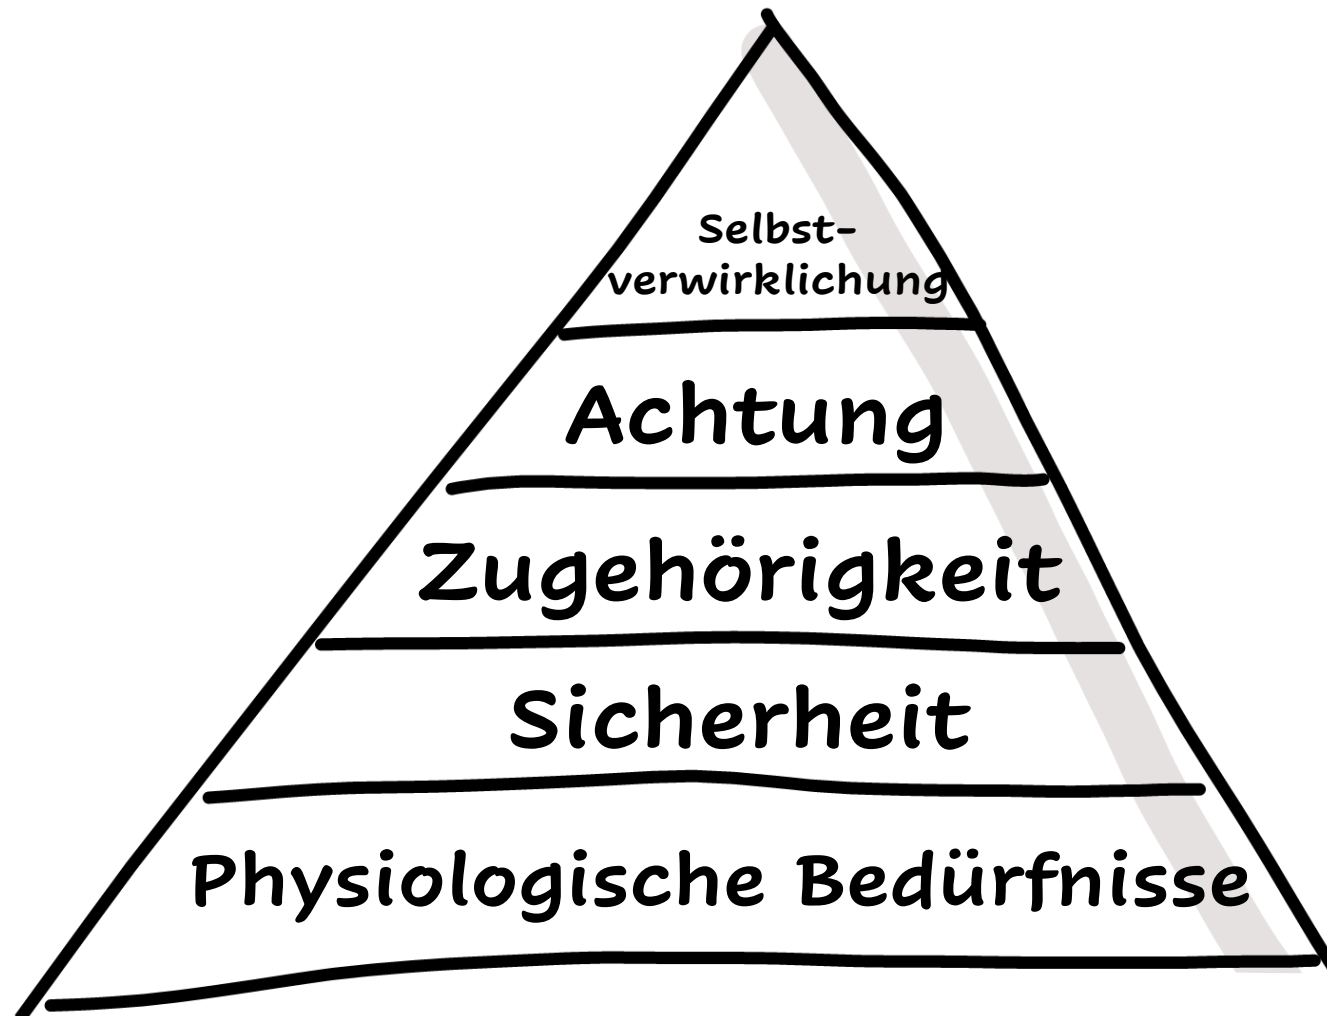 Selbst-
verwirklichung
Achtung
Zugehörigkeit
Sicherheit
Physiologische Bedürfnisse